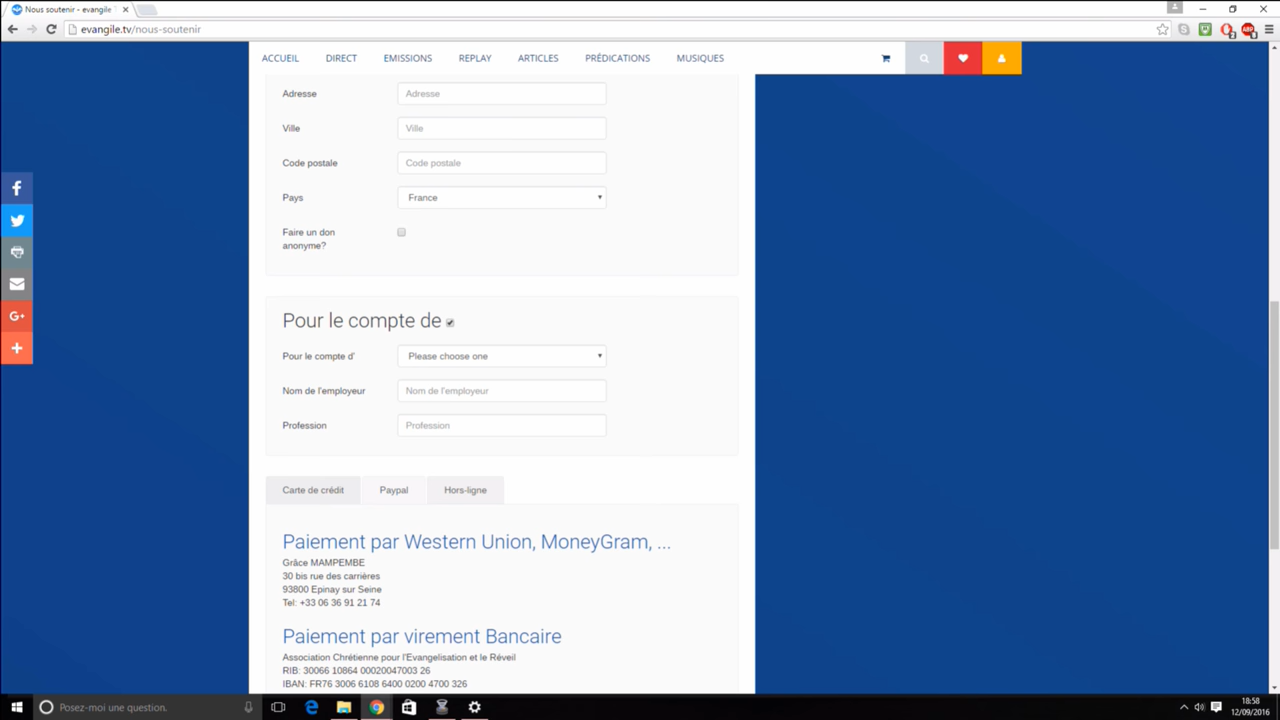 Nous soutenir - evangile
evangile.tv/nous-soutenir
ACCUEIL DIRECT EMISSIONS REPLAY ARTICLES PRÉDICATIONS MUSIQUES
Adresse Adresse
Ville Ville
Code postale Code postale
Pays France
Faire un don
anonyme?
Pour le compte de
Pour le compte d' Please choose one
Nom de l'employeur Nom de l'employeur
Profession Profession
Carte de crédit Paypal Hors-ligne
Paiement par Western Union, MoneyGram, ...
Grâce MAMPEMBE
30 bis rue des carrières
93800 Epinay sur Seine
Tel: +33 06 36 91 21 74
Paiement par virement Bancaire
Association Chrétienne pour l'Evangelisation et le Réveil
RIB: 30066 10864 00020047003 26
IBAN: FR76 3006 6108 6400 0200 4700 326
Posez-moi une question.
18:58
12/09/2016